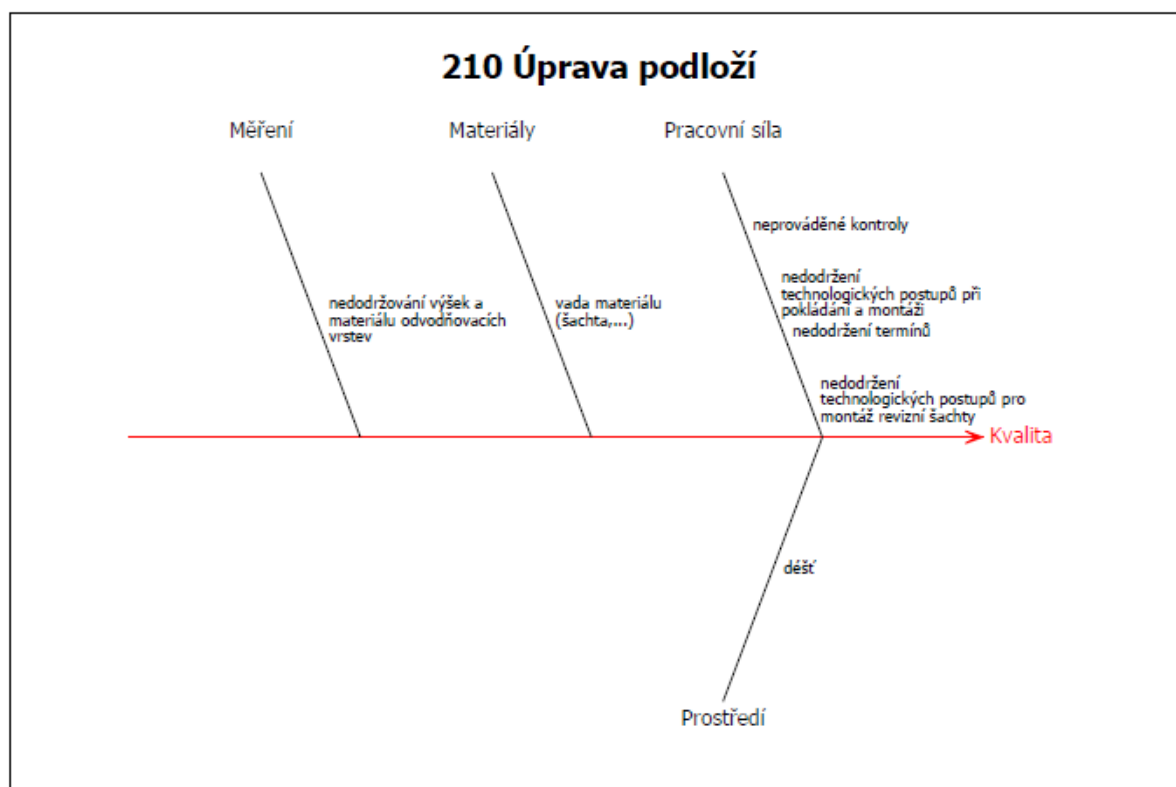 210 Úprava podloží
Měření
Materiály
Pracovní síla
neprováděné kontroly
nedodržení
technologických postupů při
pokládání a montáži
nedodržování výšek a
materiálu odvodňovacích
vrstev
vada materiálu
(šachta,...)
nedodržení termínů
nedodržení
technologických postupů pro
montáž revizní šachty
Kvalita
déšť
Prostředí